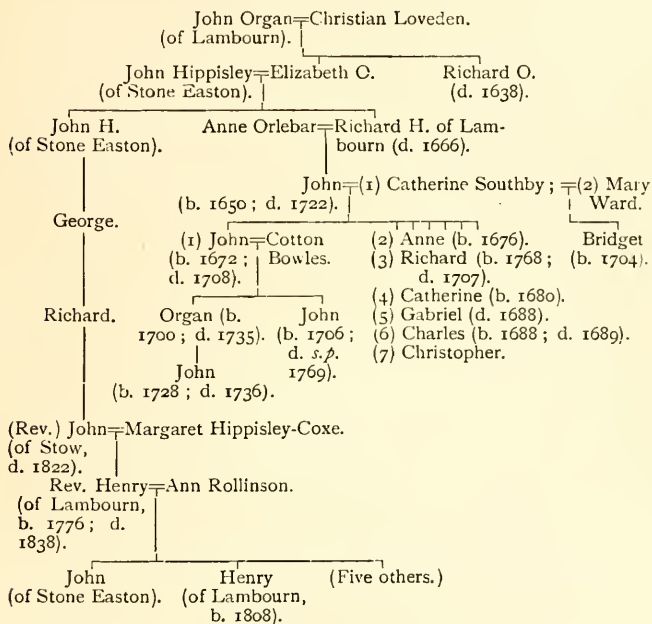 John Organ=Christian Loveden.
(of Lambourn).
John Hippisley=Elizabeth O. Richard O.
(of Stone Easton). (d. 1638).
John H. Anne Orlebar=Richard H. of Lam-
(of Stone Easton). bourn (d. 1666).
John=(1) Catherine Southby ; =(2) Mary
(b. 1650 ; d. 1722). Ward.
George. (1) John=Cotton (2) Anne (b. 1676). Bridget
(b. 1672 ; Bowles. (3) Richard (b. 1768 ; (b. 1704).
d. 1708). d. 1707).
(4) Catherine (b. 1680).
Richard. Organ (b. John (5) Gabriel (d. 1688).
1700 ; d. 1735). (b. 1706 ; (6) Charles (b. 1688 ; d. 1689).
d. s.p. (7) Christopher.
John 1769).
(b. 1728 ; d. 1736).
(Rev.) John=Margaret Hippisley-Coxe.
(of Stow,
d. 1822).
Rev. Henry=Ann Rollinson.
(of Lambourn,
b. 1776 ; d.
1838).
John Henry (Five others.)
(of Stone Easton). (of Lambourn,
b. 1808).